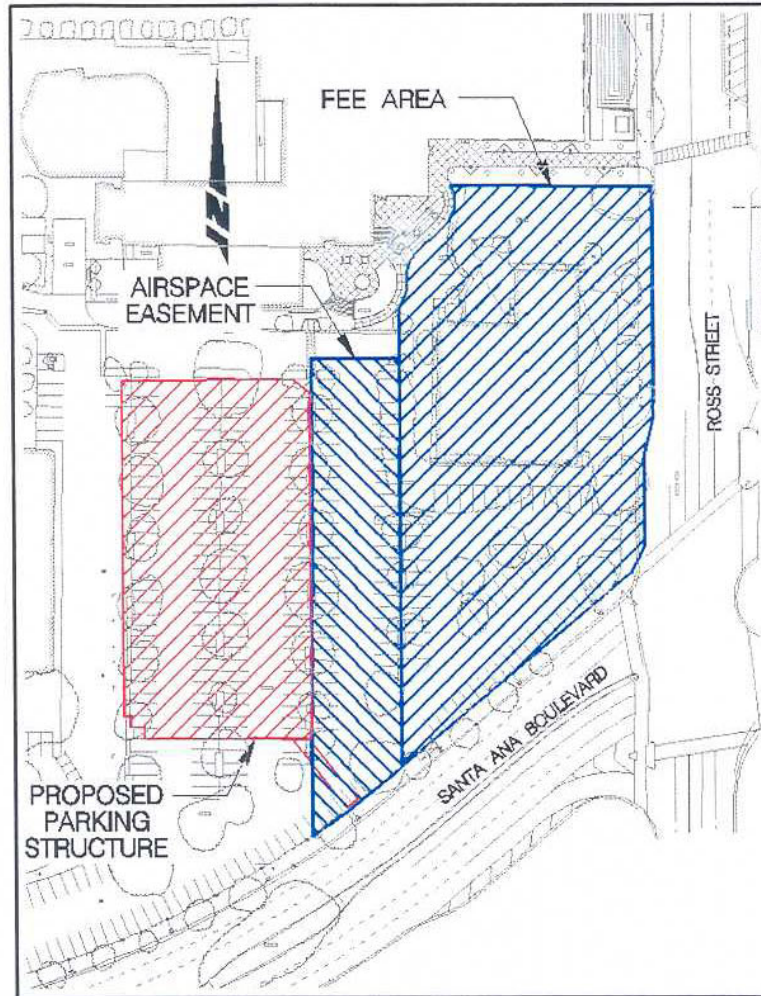 FEE AREA
N
AIRSPACE
EASEMENT
ROSS STREET
SANTA ANA BOULEVARD
PROPOSED
PARKING
STRUCTURE